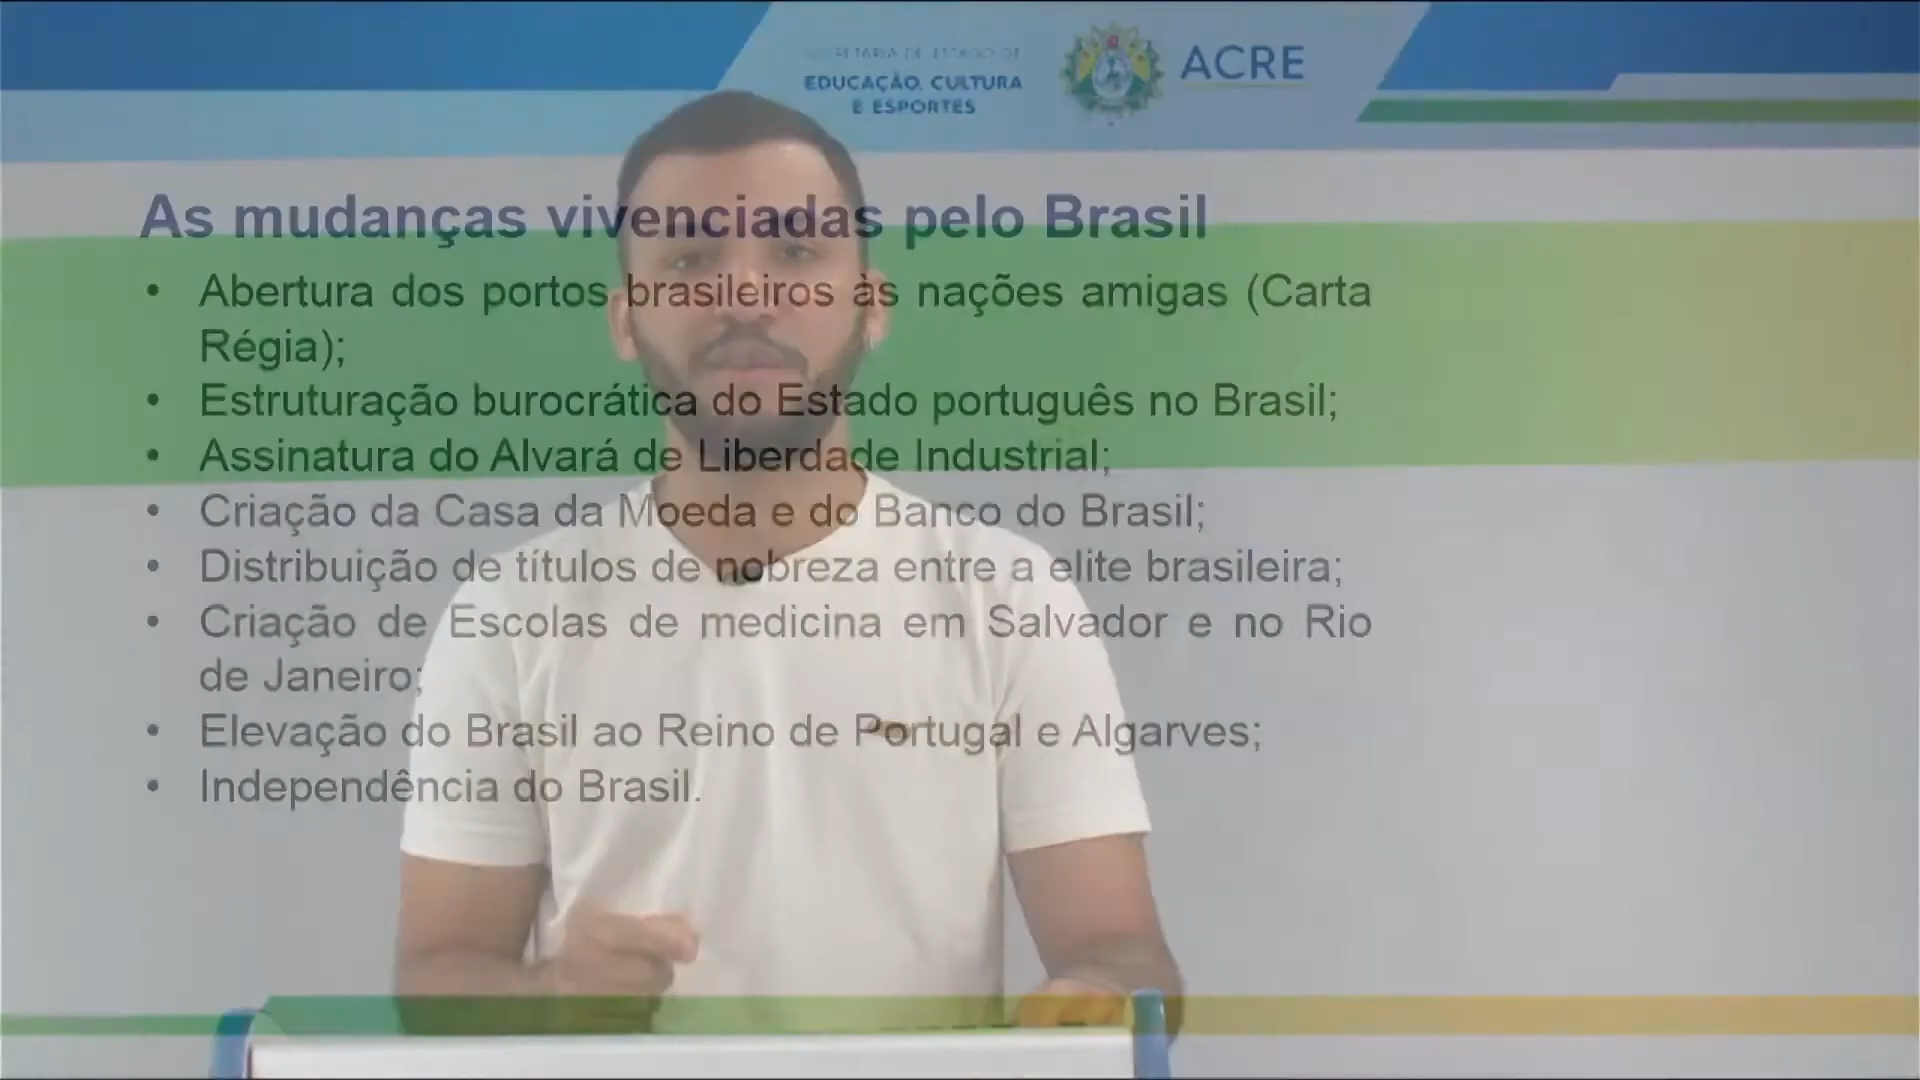 SECRETARIA DE ESTADO DE
EDUCAÇÃO, CULTURA
E ESPORTES
ACRE
As mudanças vivenciadas pelo Brasil
• Abertura dos portos brasileiros às nações amigas (Carta
Régia);
• Estruturação burocrática do Estado português no Brasil;
• Assinatura do Alvará de Liberdade Industrial;
• Criação da Casa da Moeda e do Banco do Brasil;
• Distribuição de títulos de nobreza entre a elite brasileira;
• Criação de Escolas de medicina em Salvador e no Rio
de Janeiro;
• Elevação do Brasil ao Reino de Portugal e Algarves;
• Independência do Brasil.